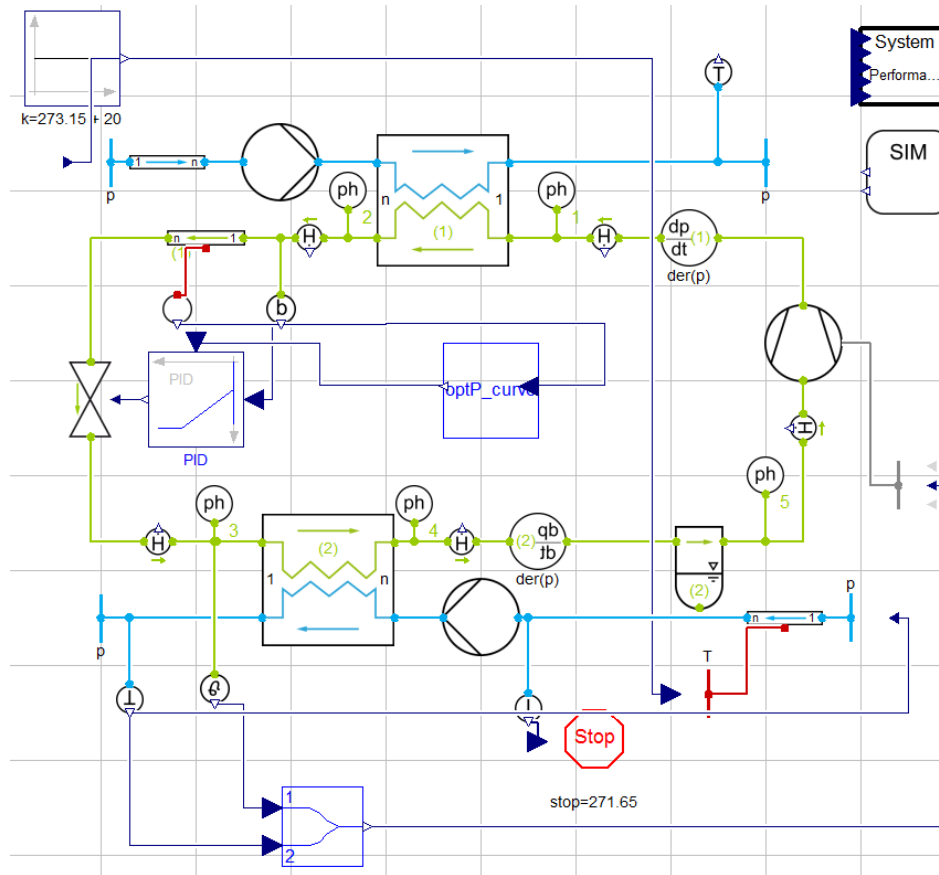 System
T
Performa...
k=273.15 + 20
SIM
1 n
p
p
n
1
ph
2
ph
1
(1)
H
H
dp
dt
(1)
der(p)
n 1
(1)
b
PID
optP_curve
PID
H
ph
5
ph
3
ph
4
H
H
(2)
1
n
(2)
qb
tb
der(p)
(2)
p
n 1
p
T
T
Stop
stop=271.65
1
2